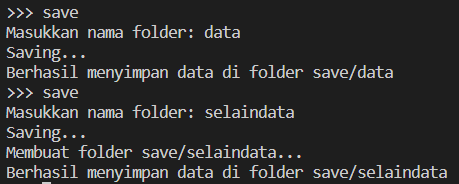 >>> save
Masukkan nama folder: data
Saving...
Berhasil menyimpan data di folder save/data
>>> save
Masukkan nama folder: selaindata
Saving...
Membuat folder save/selaindata...
Berhasil menyimpan data di folder save/selaindata